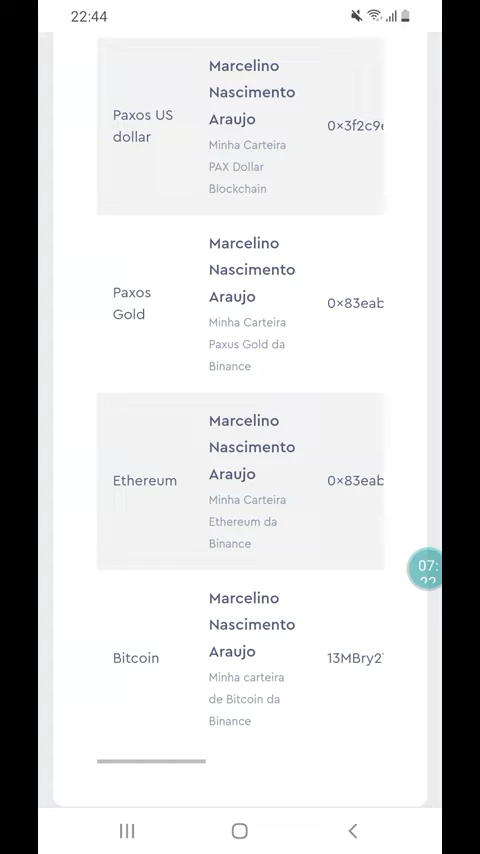 22:44
Marcelino
Nascimento
Araujo
Paxos US
dollar
Minha Carteira
PAX Dollar
Blockchain
0x3f2c9e
Marcelino
Nascimento
Araujo
Paxos
Gold
Minha Carteira
Paxus Gold da
Binance
0x83eab
Marcelino
Nascimento
Araujo
Ethereum
Minha Carteira
Ethereum da
Binance
0x83eab
07:
22
Marcelino
Nascimento
Araujo
Bitcoin
Minha carteira
de Bitcoin da
Binance
13MBry2